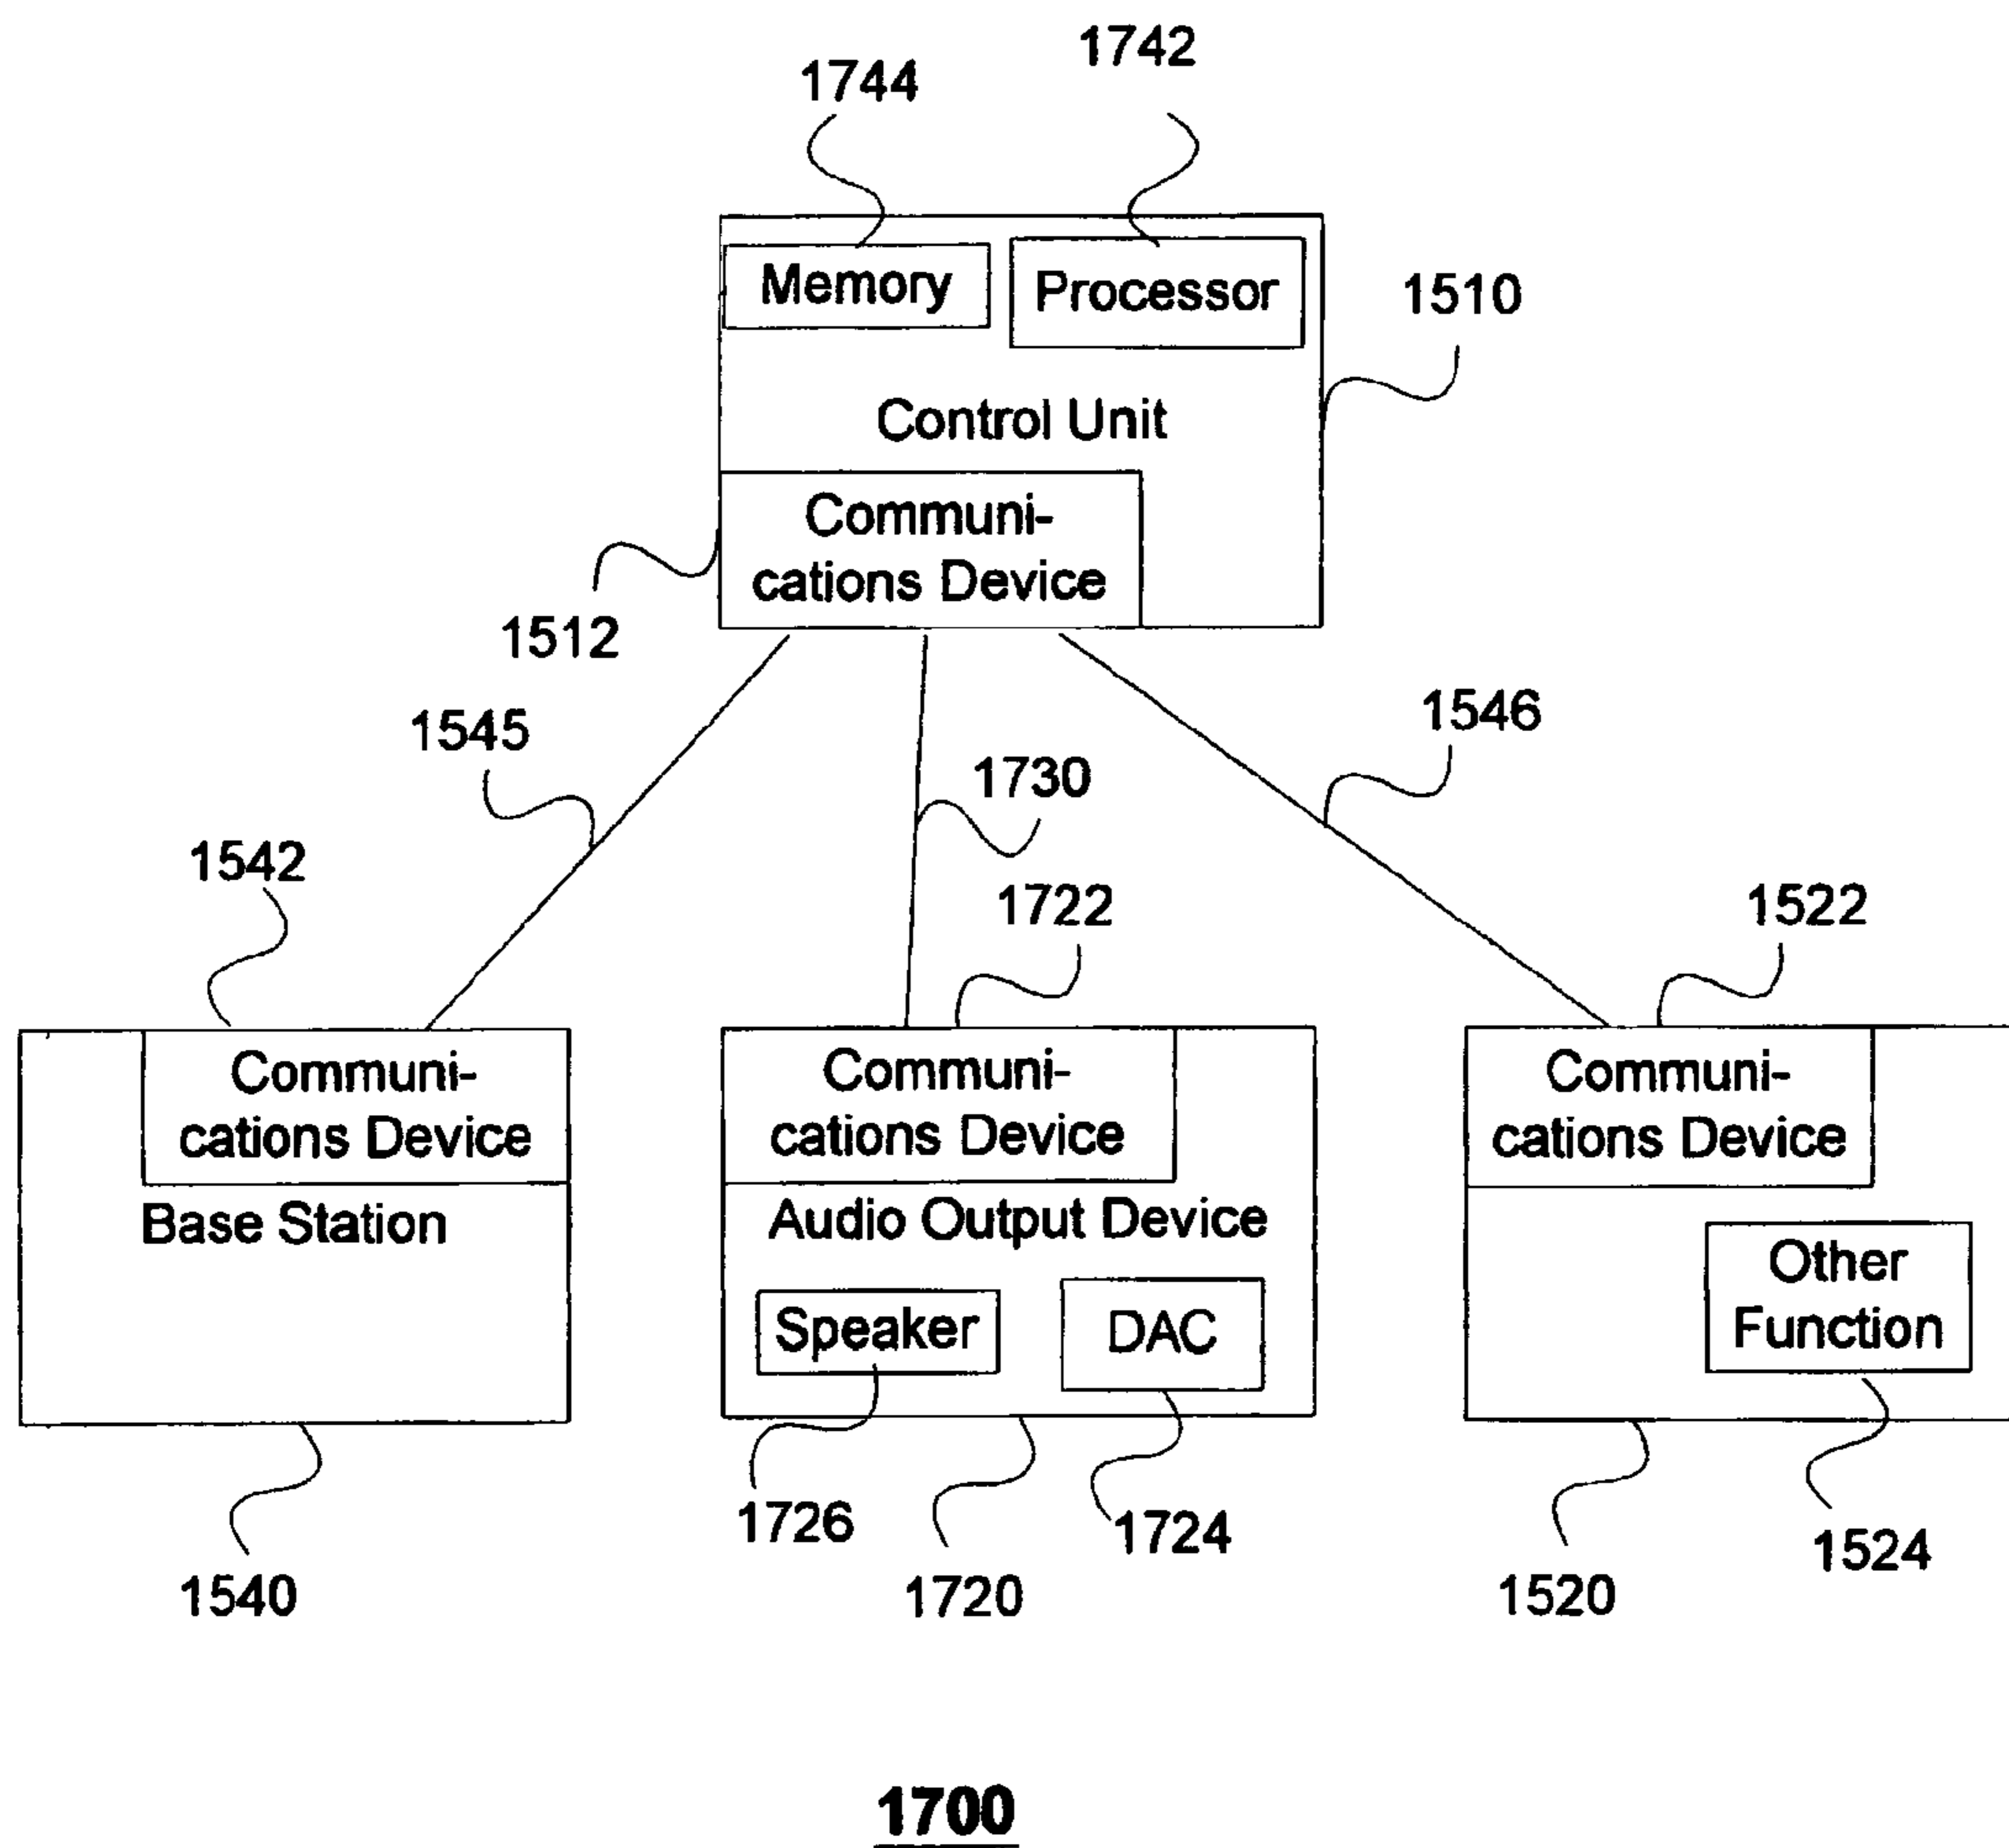 1742
1744
Memory
Processor
1510
Control Unit
Communi-
cations Device
1512
1545
1546
1730
1542
1722
1522
Communi-
cations Device
Base Station
Communi-
cations Device
Audio Output Device
Speaker
DAC
Communi-
cations Device
Other
Function
1726
1724
1524
1540
1720
1520
1700